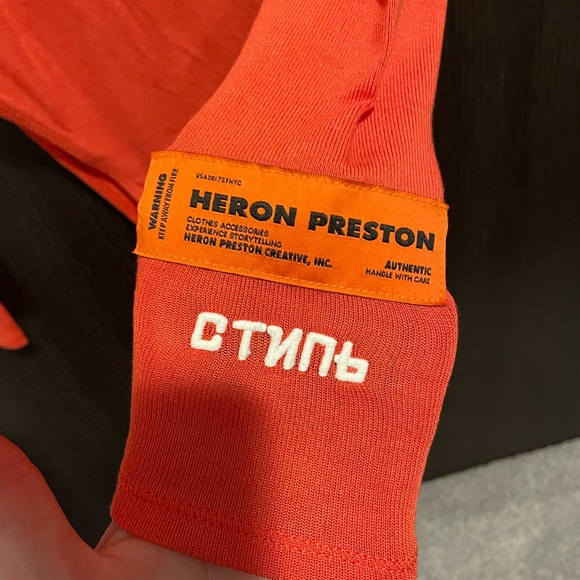 WARNING
KEEP AWAY FROM FIRE
USA2017SFNYC
HERON PRESTON
CLOTHES ACCESSORIES
EXPERIENCE STORYTELLING
HERON PRESTON CREATIVE, INC.
AUTHENTIC
HANDLE WITH CARE
СТИЛЬ